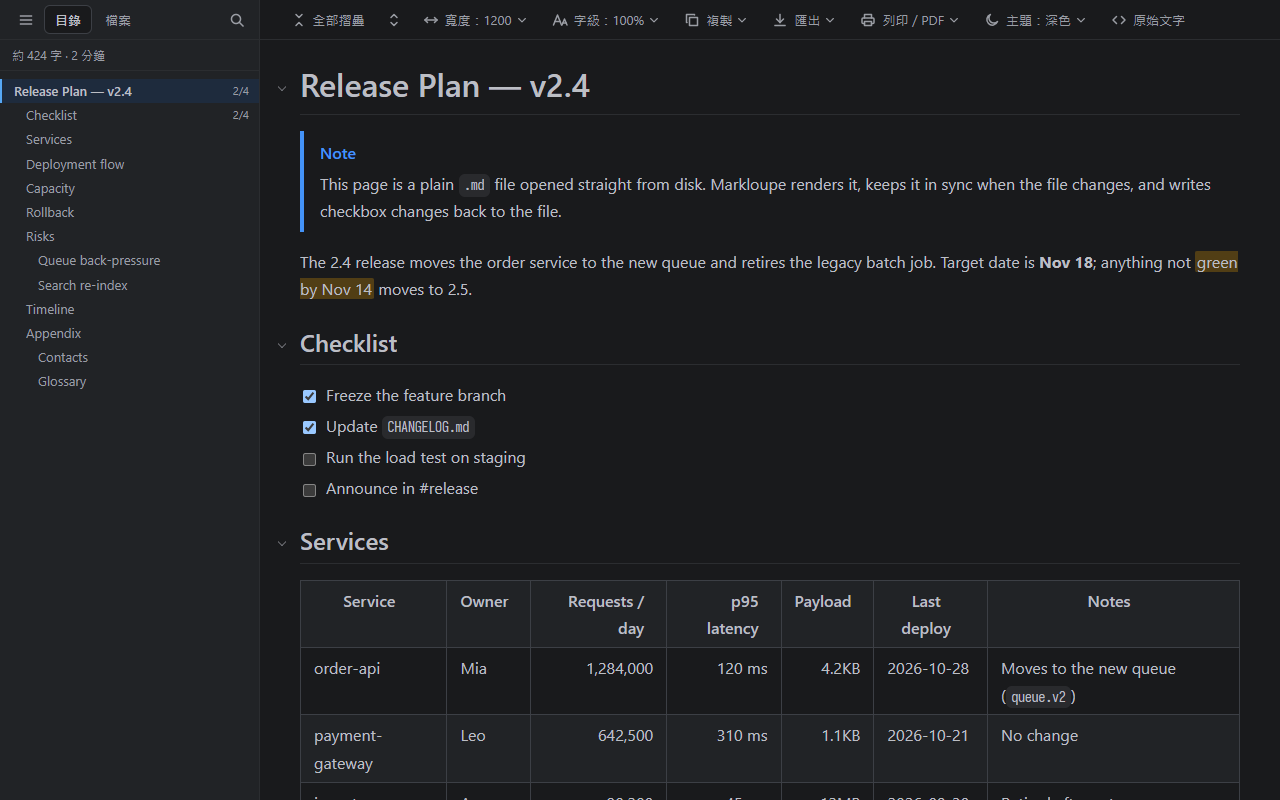 目錄
檔案
全部摺疊
寬度：1200
字級：100%
複製
匯出
列印 / PDF
主題：深色
原始文字
約 424 字 · 2 分鐘
Release Plan — v2.4 2/4
Checklist 2/4
Services
Deployment flow
Capacity
Rollback
Risks
Queue back-pressure
Search re-index
Timeline
Appendix
Contacts
Glossary
Release Plan — v2.4
Note
This page is a plain .md file opened straight from disk. Markloupe renders it, keeps it in sync when the file changes, and writes
checkbox changes back to the file.
The 2.4 release moves the order service to the new queue and retires the legacy batch job. Target date is Nov 18; anything not green
by Nov 14 moves to 2.5.
Checklist
Freeze the feature branch
Update CHANGELOG.md
Run the load test on staging
Announce in #release
Services
Service Owner Requests / day p95 latency Payload Last deploy Notes
order-api Mia 1,284,000 120 ms 4.2KB 2026-10-28 Moves to the new queue
(queue.v2)
payment- Leo 642,500 310 ms 1.1KB 2026-10-21 No change
gateway